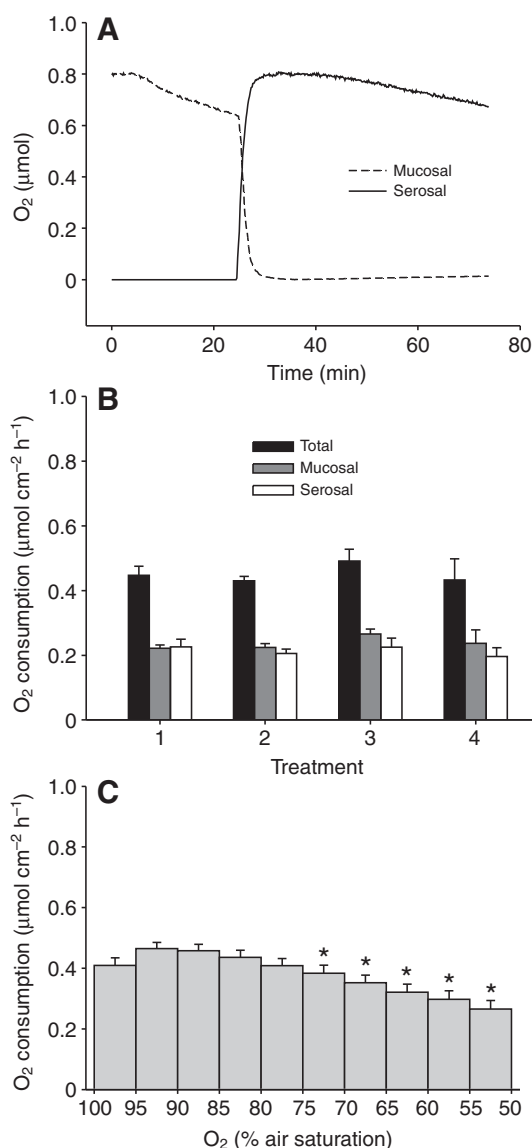 A
1.0
0.8
0.6
0.4
0.2
0
O2 (μmol)
Mucosal
Serosal
0 20 40 60 80
Time (min)
B
1.0
0.8
0.6
0.4
0.2
0
O2 consumption (μmol cm–2 h–1)
Total
Mucosal
Serosal
1 2 3 4
Treatment
C
1.0
0.8
0.6
0.4
0.2
0
O2 consumption (μmol cm–2 h–1)
* * * * *
100 95 90 85 80 75 70 65 60 55 50
O2 (% air saturation)